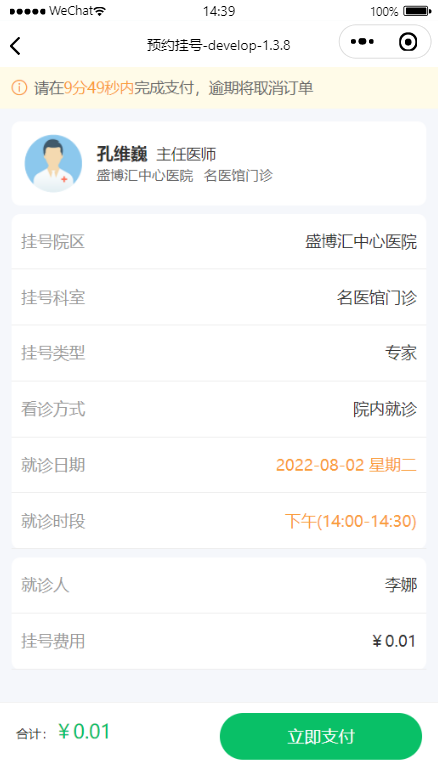 WeChat 14:39 100%
预约挂号-develop-1.3.8
请在9分49秒内完成支付，逾期将取消订单
孔维巍 主任医师
盛博汇中心医院 名医馆门诊
挂号院区 盛博汇中心医院
挂号科室 名医馆门诊
挂号类型 专家
看诊方式 院内就诊
就诊日期 2022-08-02 星期二
就诊时段 下午(14:00-14:30)
就诊人 李娜
挂号费用 ￥0.01
合计： ￥0.01 立即支付